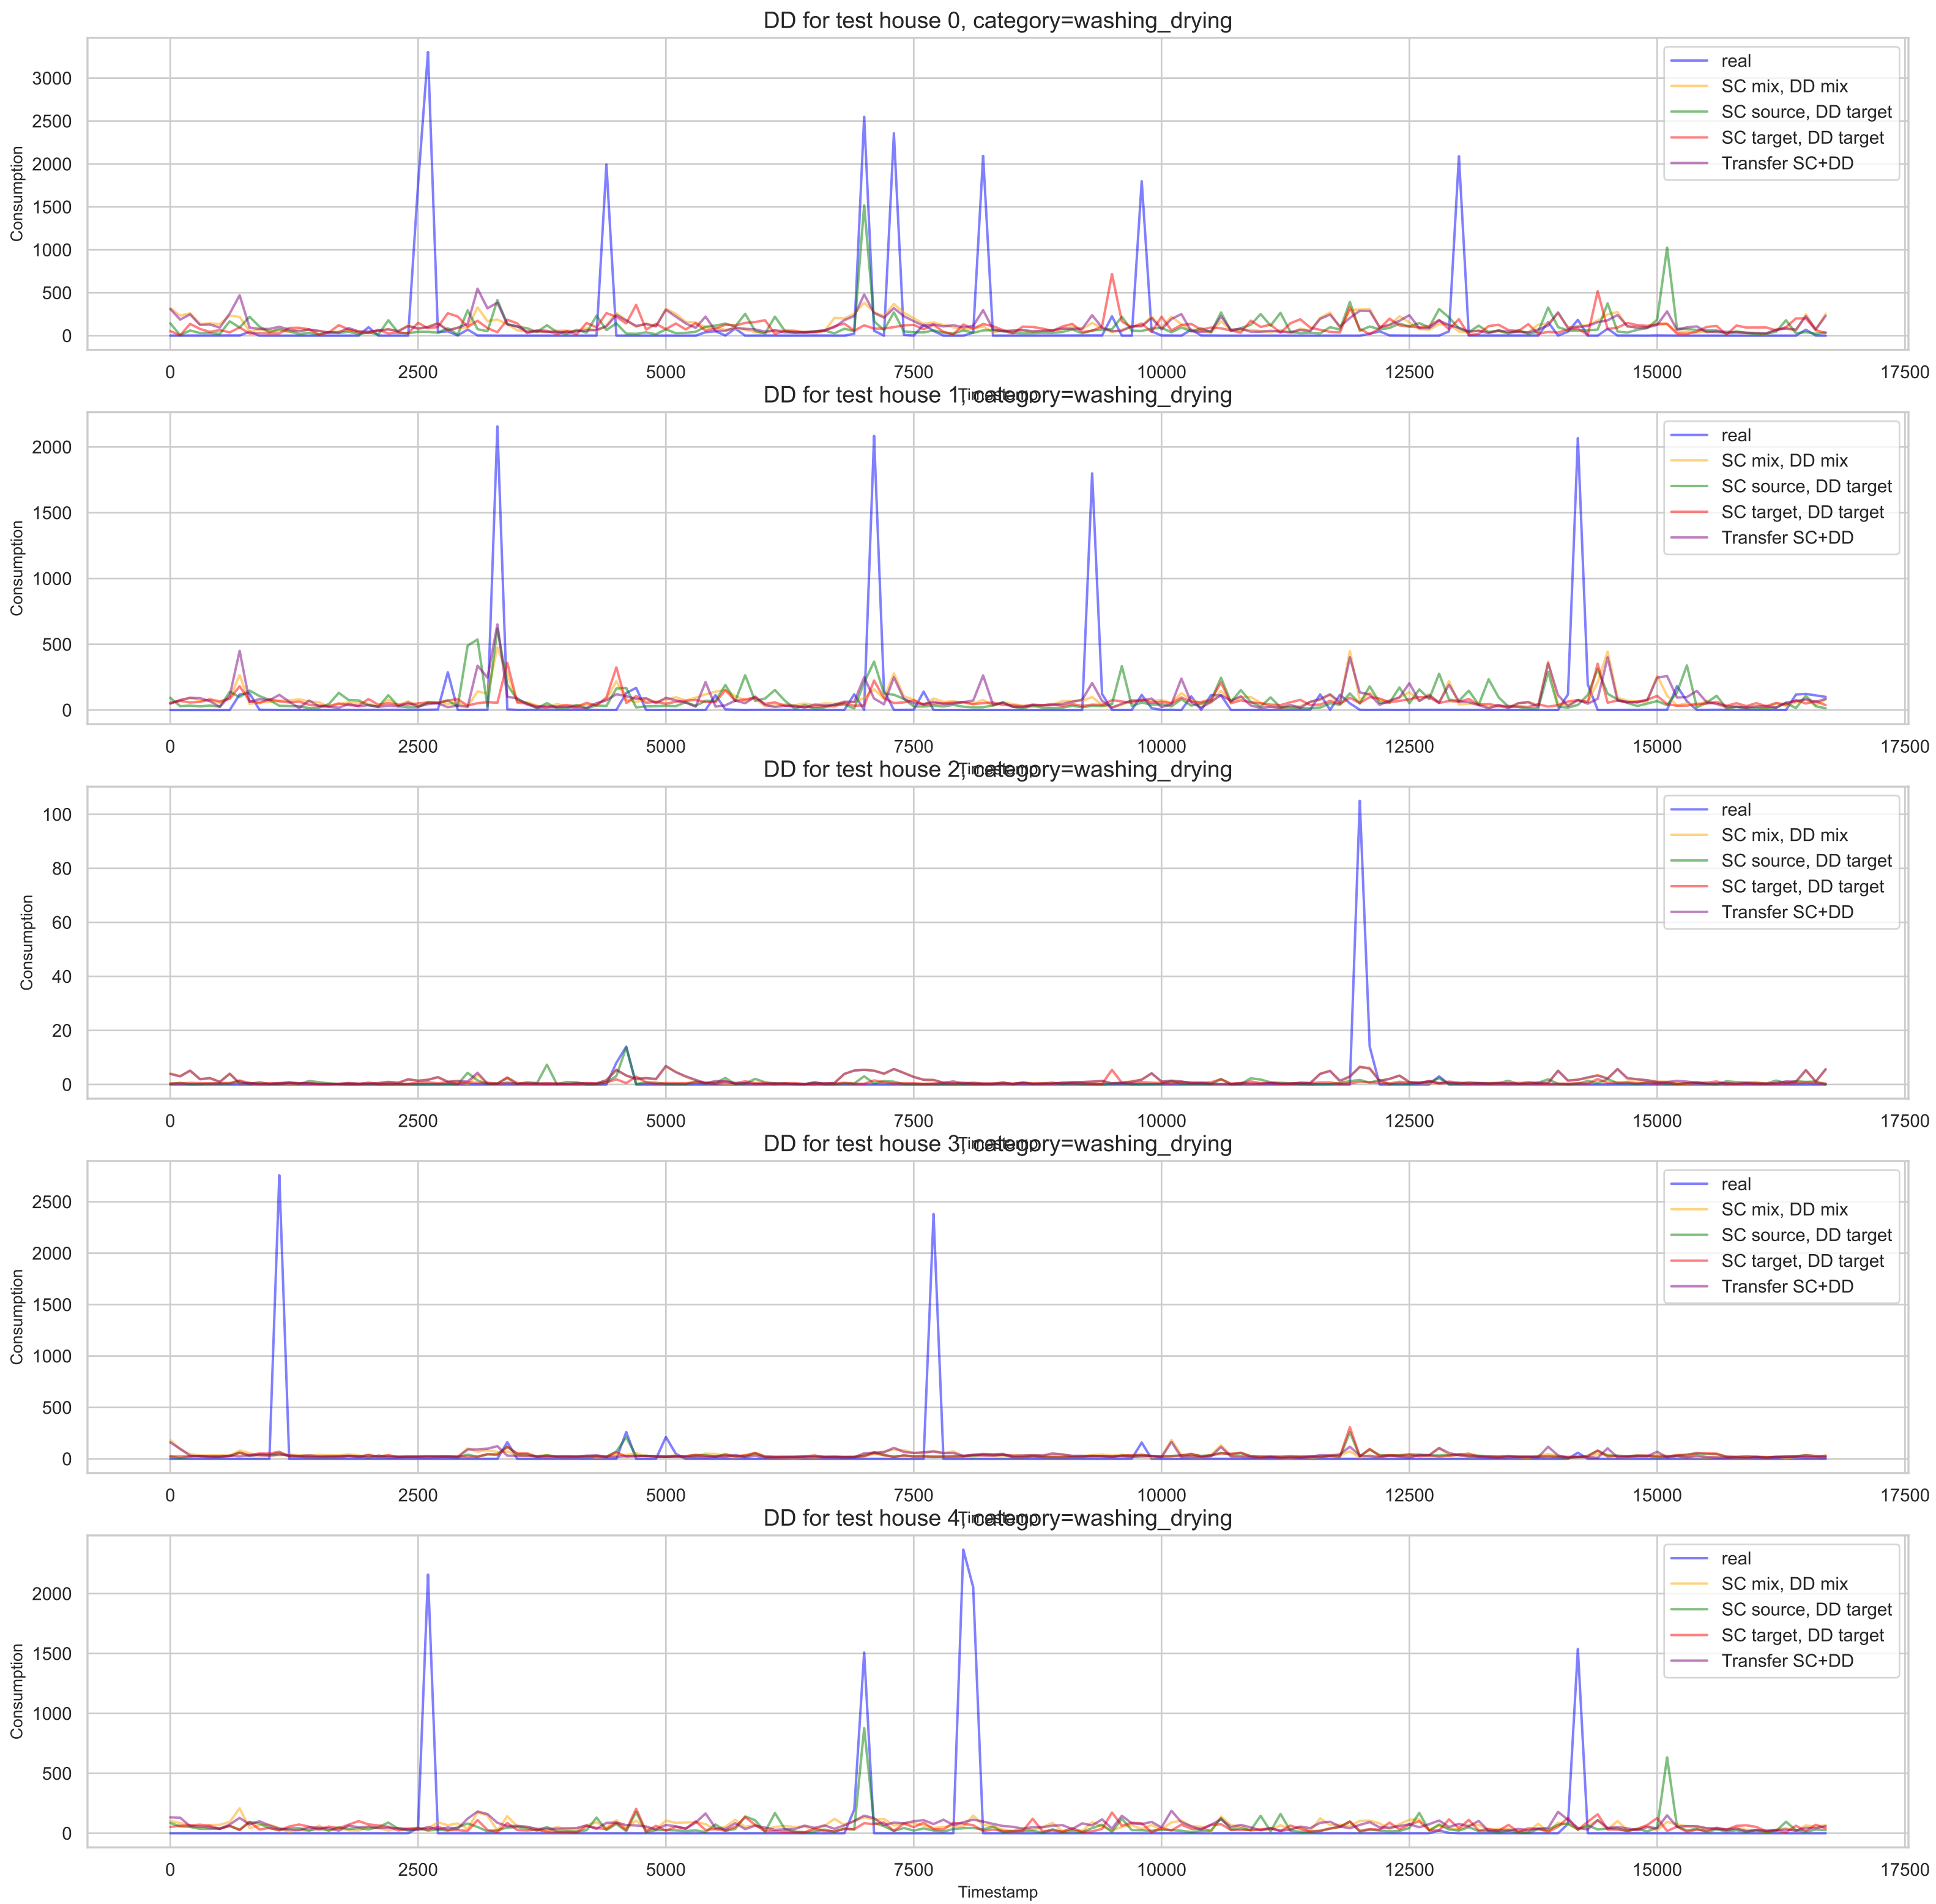 DD for test house 0, category=washing_drying
Consumption
3000
2500
2000
1500
1000
500
0
real
SC mix, DD mix
SC source, DD target
SC target, DD target
Transfer SC+DD
0 2500 5000 7500 10000 12500 15000 17500
Timestamp
DD for test house 1, category=washing_drying
Consumption
2000
1500
1000
500
0
real
SC mix, DD mix
SC source, DD target
SC target, DD target
Transfer SC+DD
0 2500 5000 7500 10000 12500 15000 17500
Timestamp
DD for test house 2, category=washing_drying
Consumption
100
80
60
40
20
0
real
SC mix, DD mix
SC source, DD target
SC target, DD target
Transfer SC+DD
0 2500 5000 7500 10000 12500 15000 17500
Timestamp
DD for test house 3, category=washing_drying
Consumption
2500
2000
1500
1000
500
0
real
SC mix, DD mix
SC source, DD target
SC target, DD target
Transfer SC+DD
0 2500 5000 7500 10000 12500 15000 17500
Timestamp
DD for test house 4, category=washing_drying
Consumption
2000
1500
1000
500
0
real
SC mix, DD mix
SC source, DD target
SC target, DD target
Transfer SC+DD
0 2500 5000 7500 10000 12500 15000 17500
Timestamp